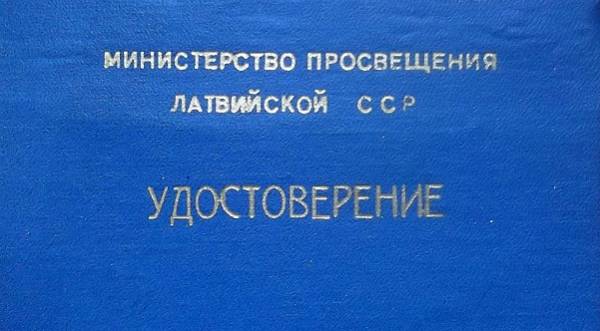 МИНИСТЕРСТВО ПРОСВЕЩЕНИЯ
ЛАТВИЙСКОЙ ССР
УДОСТОВЕРЕНИЕ